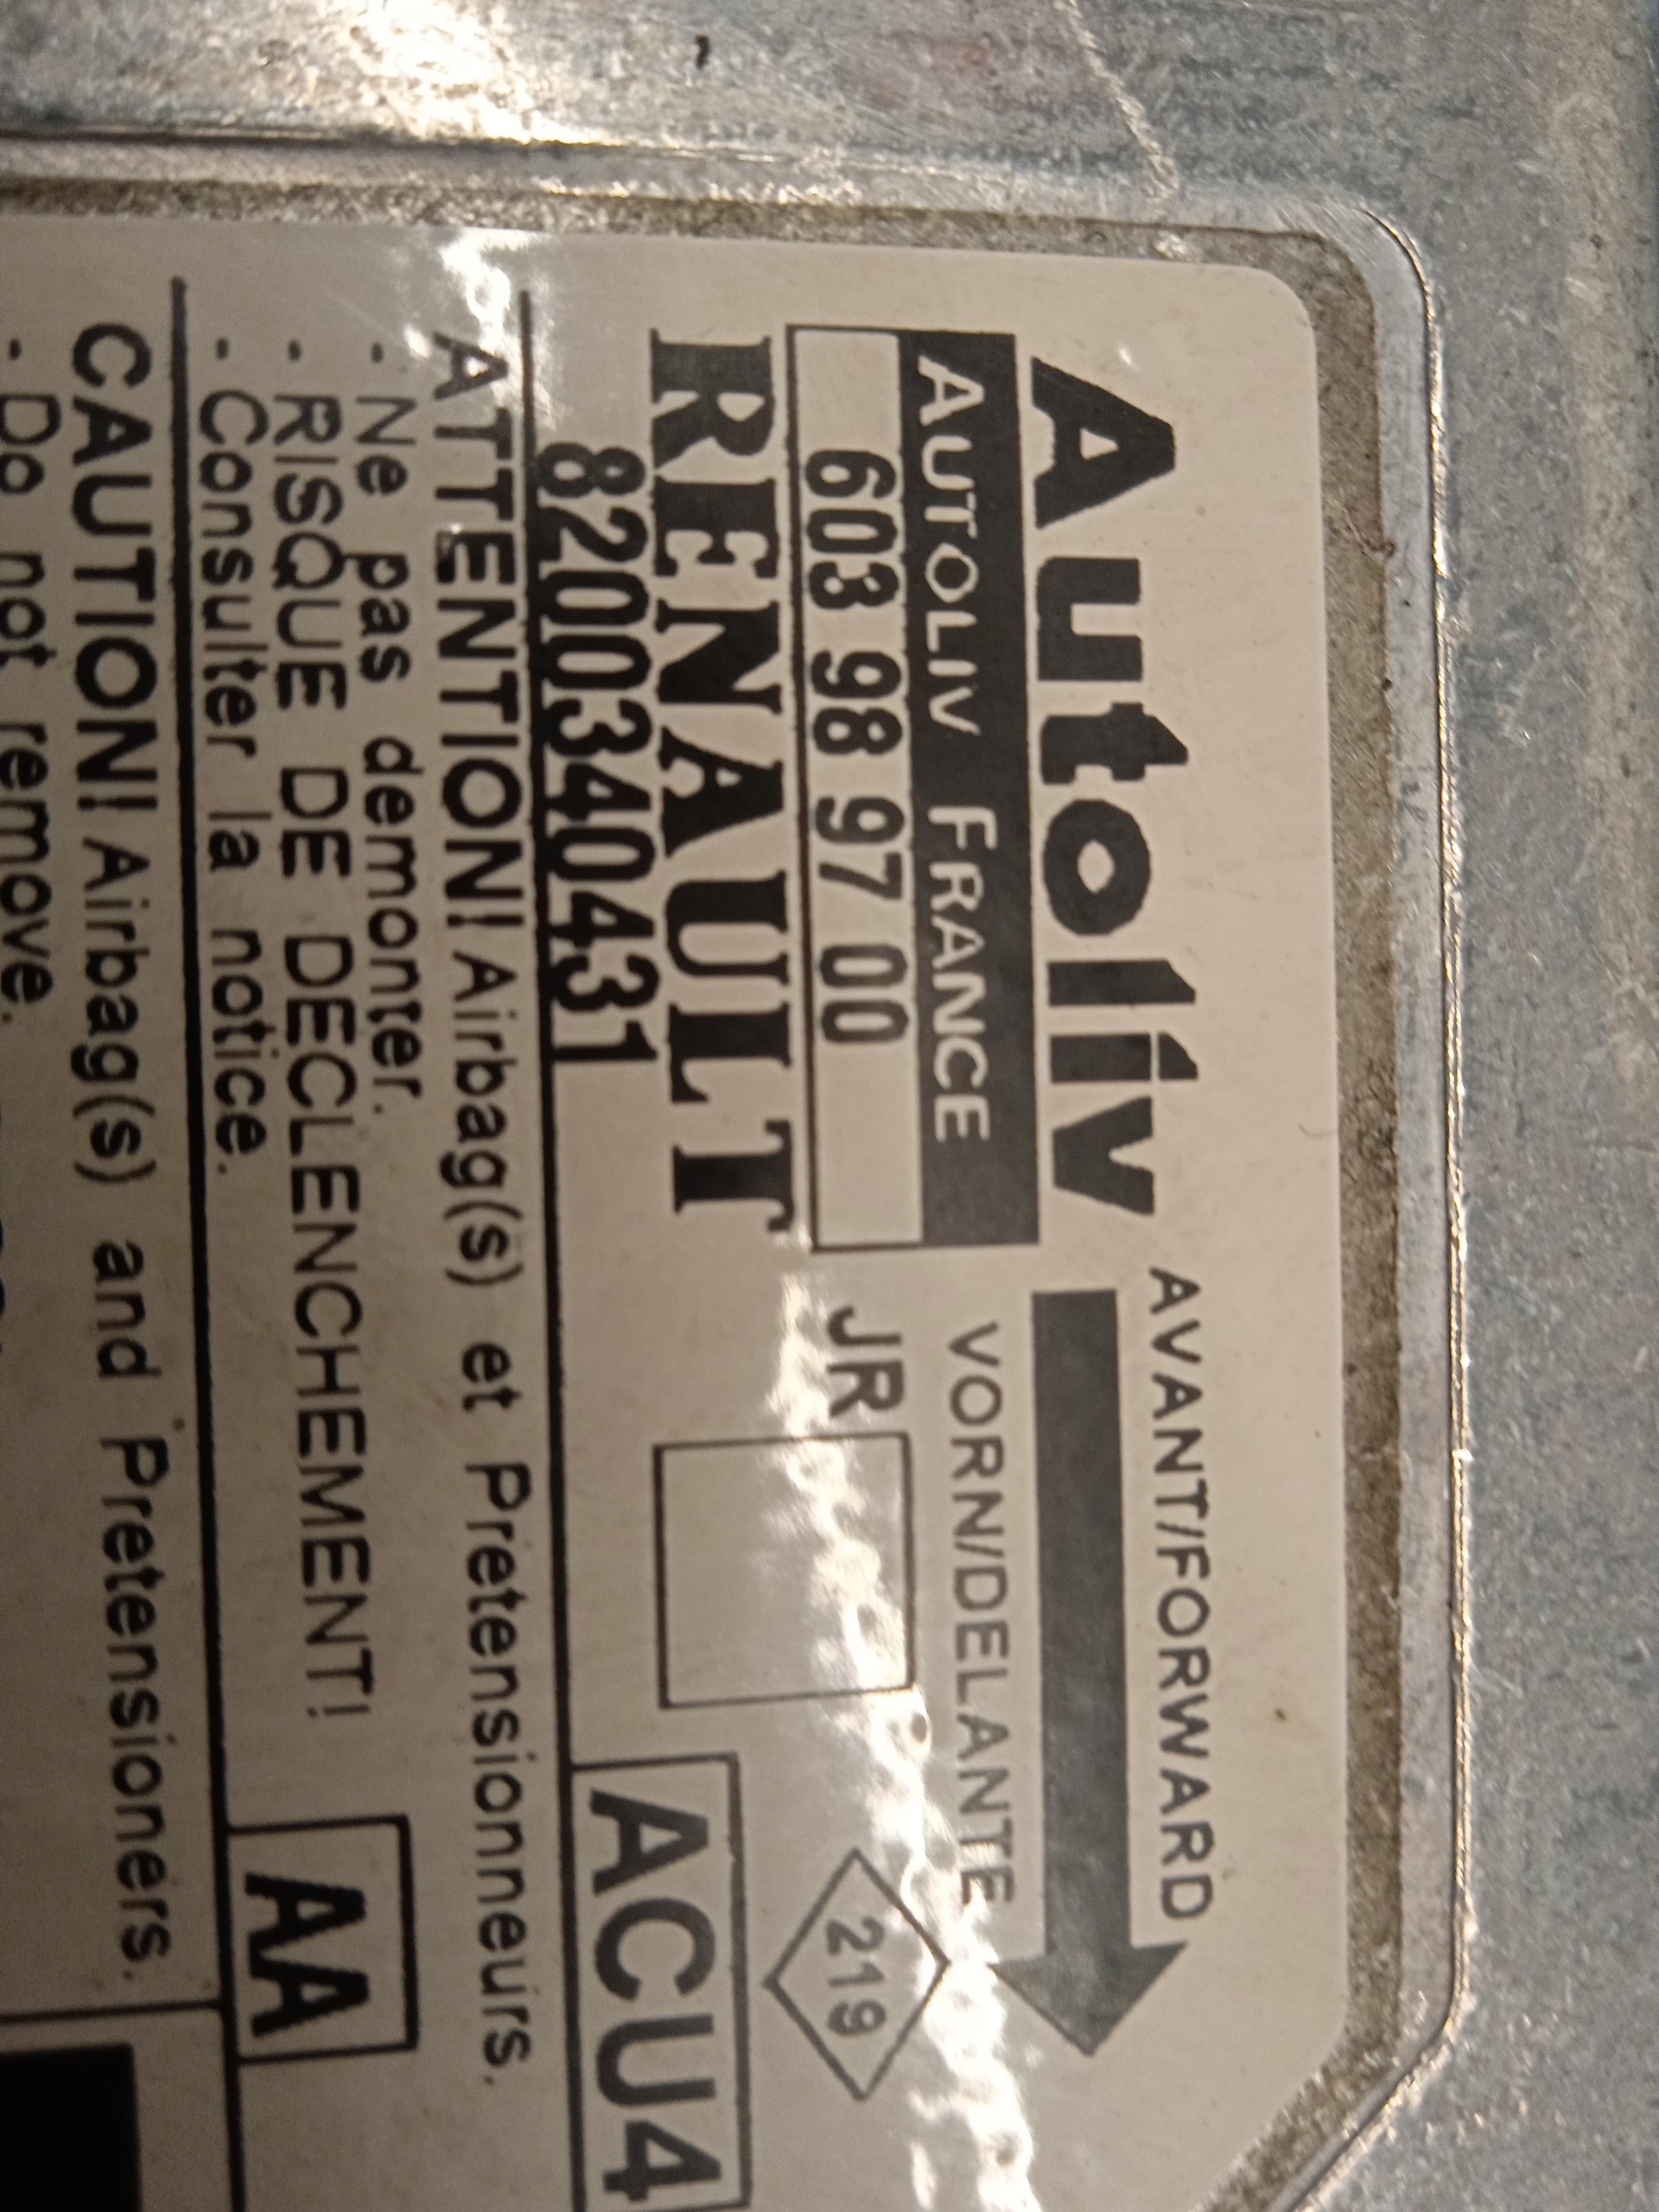 Autoliv
AVANT/FORWARD
AUTOLIV FRANCE
VORN/DELANTE
603 98 97 00
JR
RENAULT
219
8200340431
ACU4
ATTENTION! Airbag(s) et Pretensionneurs.
- Ne pas demonter.
- RISQUE DE DECLENCHEMENT!
- Consulter la notice.
AA
CAUTION! Airbag(s) and Pretensioners.
- Do not remove.